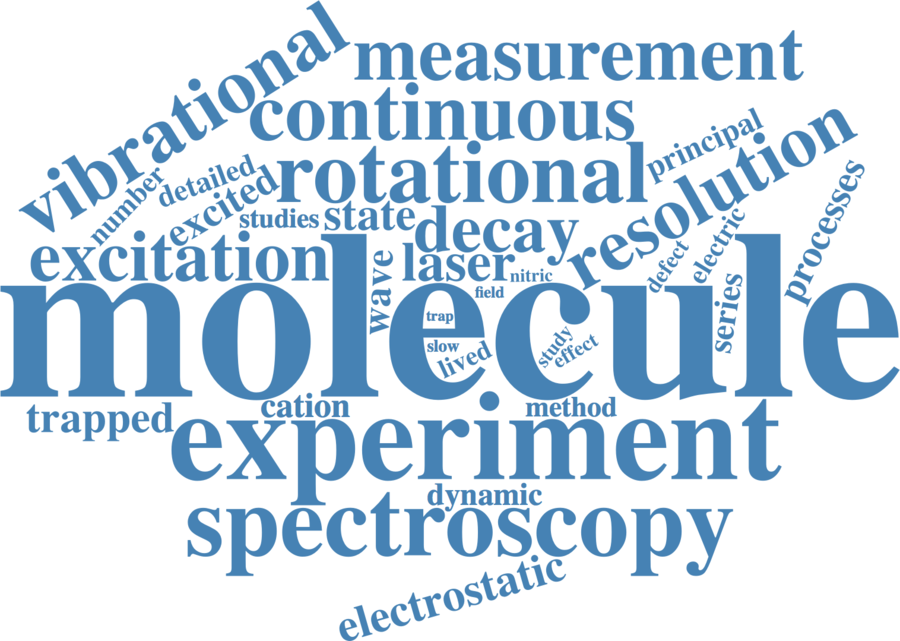 vibrational
measurement
continuous
rotational
principal
resolution
number
detailed
excited
studies
state
decay
processes
excitation
wave
laser
nitric
defect
electric
series
field
molecule
trap
slow
lived
study
effect
trapped
cation
method
experiment
dynamic
spectroscopy
electrostatic